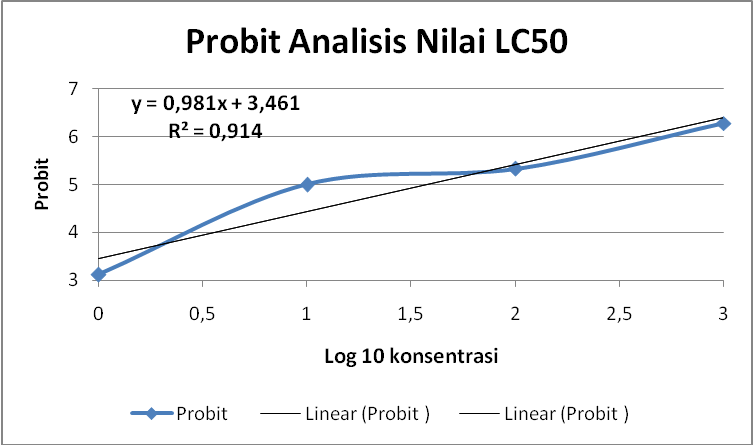 Probit Analisis Nilai LC50
y = 0,981x + 3,461
R² = 0,914
7
6
5
4
3
Probit
0
0,5
1
1,5
2
2,5
3
Log 10 konsentrasi
Probit
Linear (Probit )
Linear (Probit )